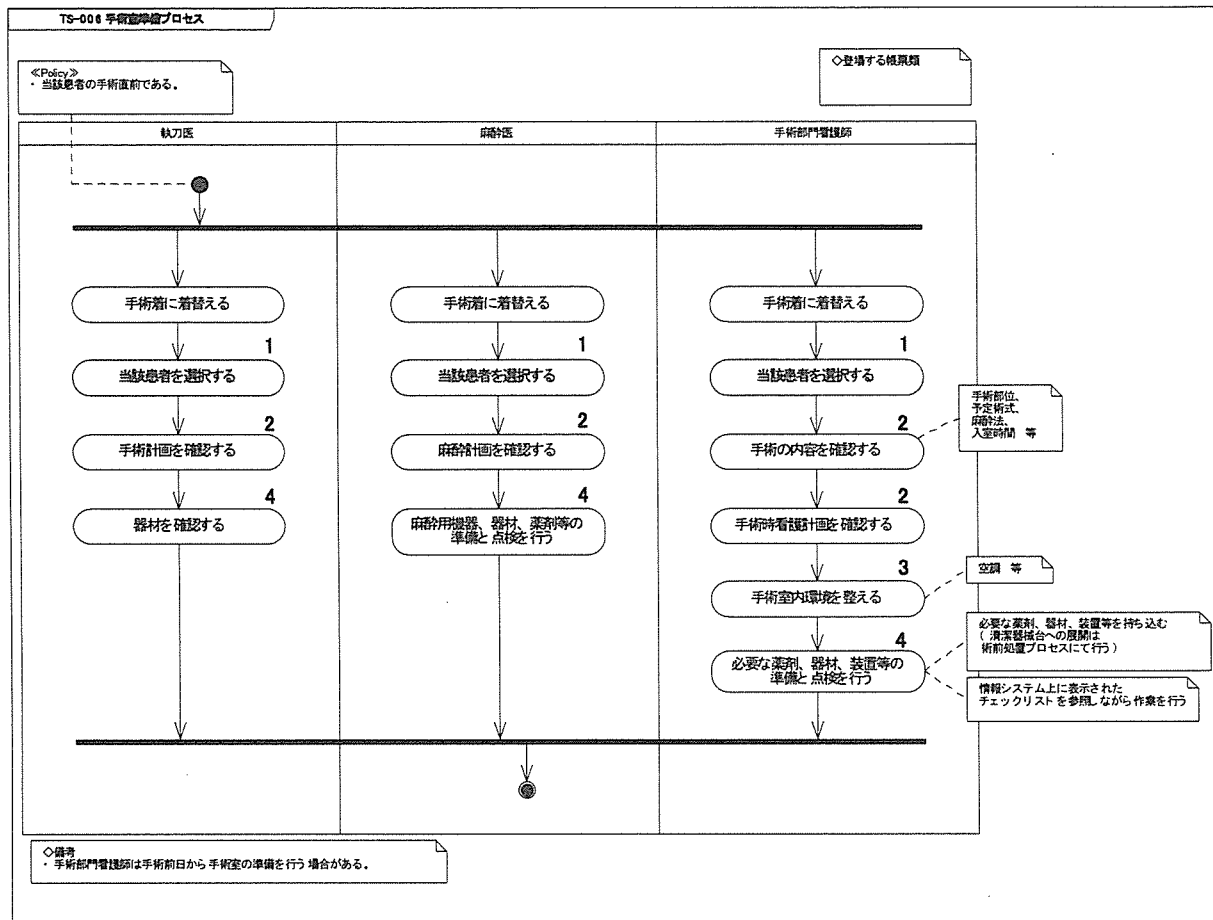 TS-006 手術室準備プロセス
≪Policy≫
・ 当該患者の手術直前である。
◇登場する帳票類
執刀医
麻酔医
手術部門看護師
手術着に着替える
手術着に着替える
手術着に着替える
1
当該患者を選択する
1
当該患者を選択する
1
当該患者を選択する
2
手術計画を確認する
2
麻酔計画を確認する
2
手術の内容を確認する
手術部位、
予定術式、
麻酔法、
入室時間 等
4
器材を確認する
4
麻酔用機器、器材、薬剤等の
準備と点検を行う
2
手術時看護計画を確認する
3
手術室内環境を整える
空調 等
4
必要な薬剤、器材、装置等の
準備と点検を行う
必要な薬剤、器材、装置等を持ち込む
( 清潔器械台への展開は
術前処置プロセスにて行う )
情報システム上に表示された
チェックリストを参照しながら作業を行う
◇備考
・ 手術部門看護師は手術前日から手術室の準備を行う場合がある。